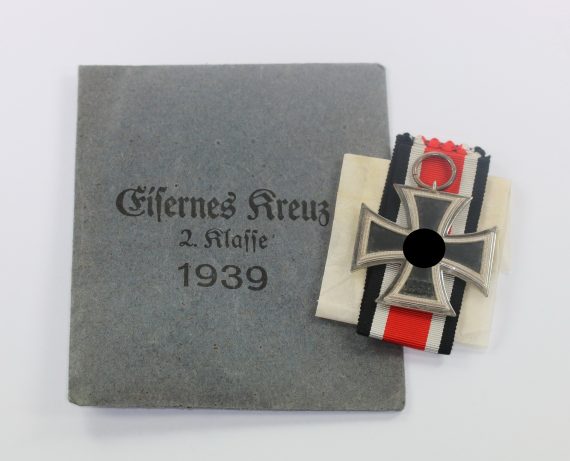 Eisernes Kreuz
2. Klasse
1939